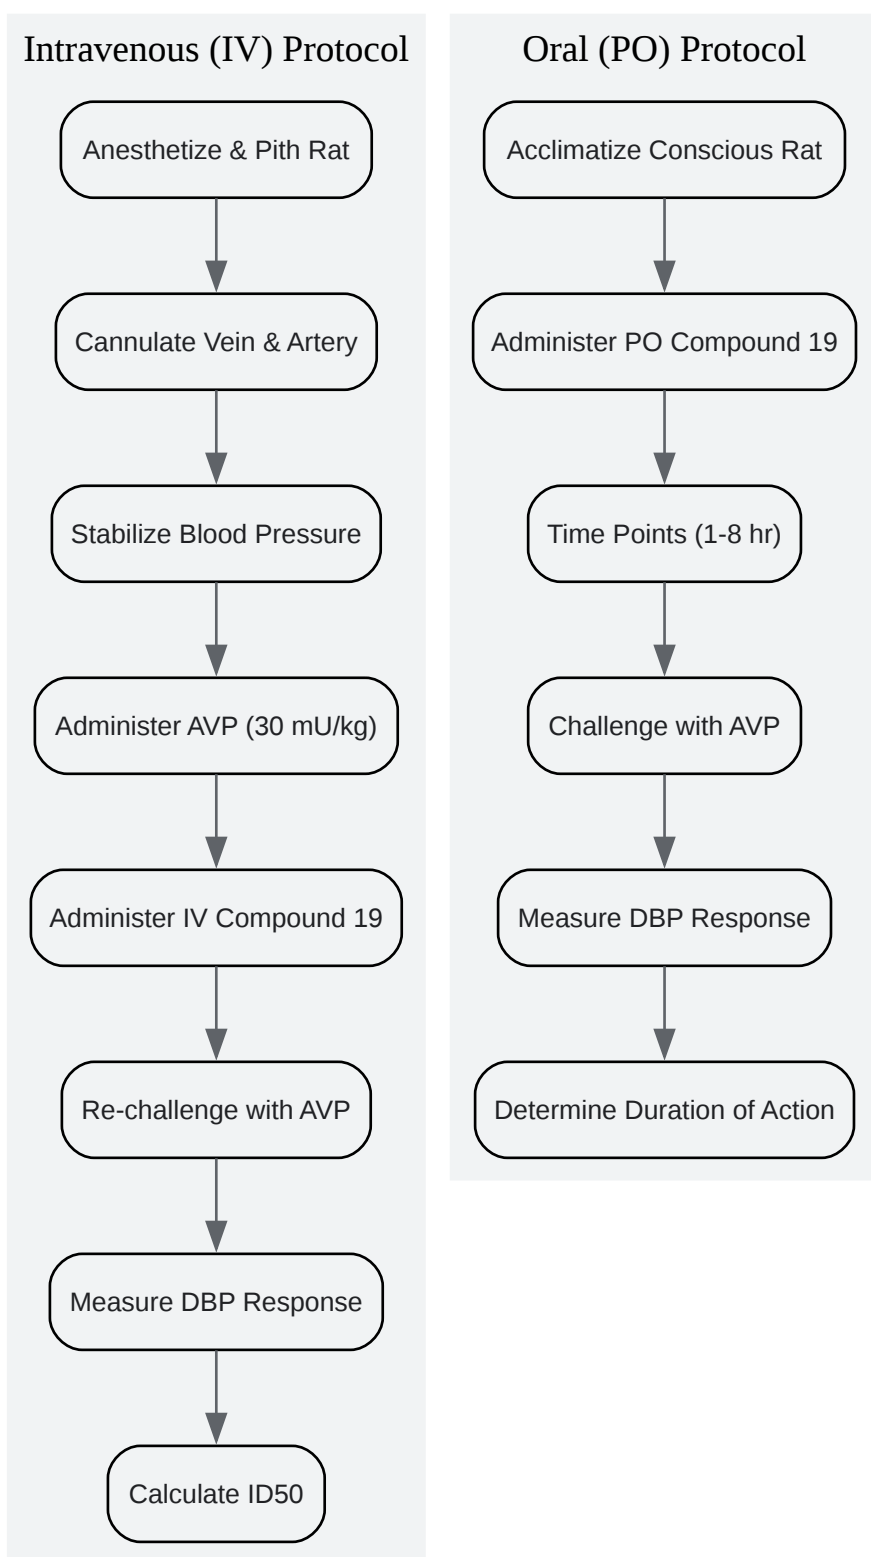 Intravenous (IV) Protocol
Anesthetize & Pith Rat
Cannulate Vein & Artery
Stabilize Blood Pressure
Administer AVP (30 mU/kg)
Administer IV Compound 19
Re-challenge with AVP
Measure DBP Response
Calculate ID50
Oral (PO) Protocol
Acclimatize Conscious Rat
Administer PO Compound 19
Time Points (1-8 hr)
Challenge with AVP
Measure DBP Response
Determine Duration of Action